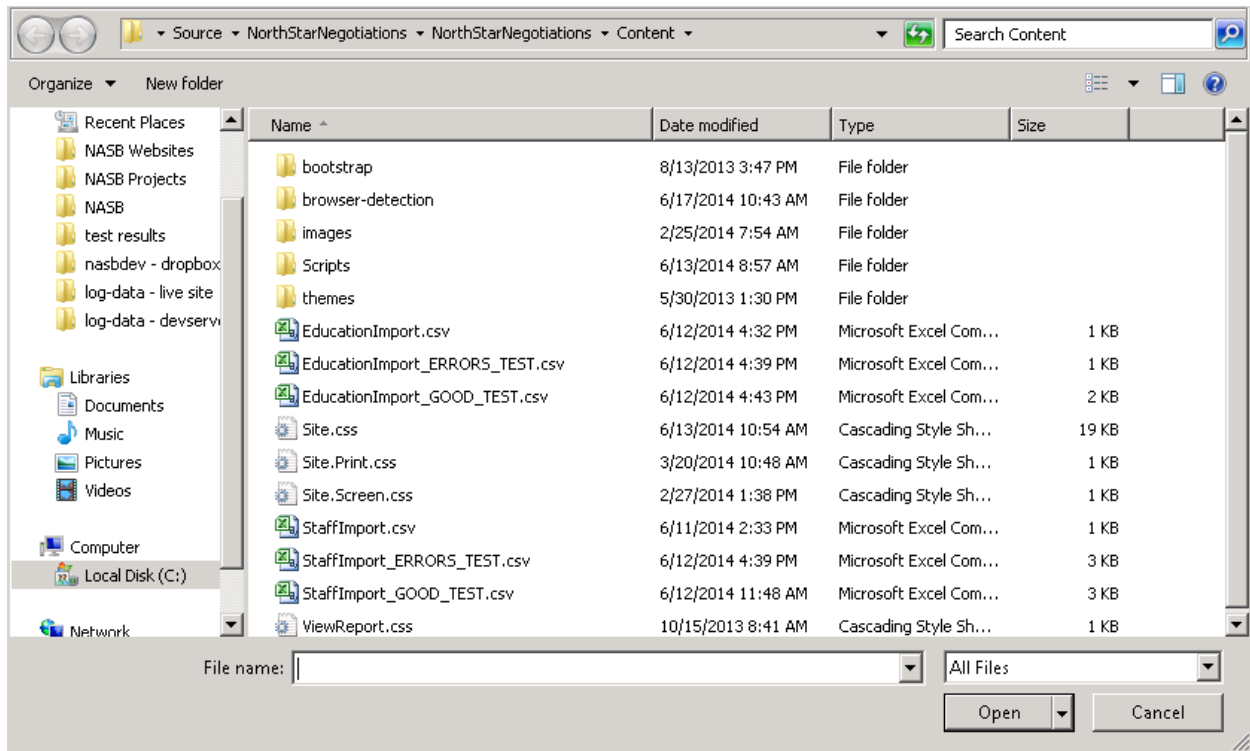 Source NorthStarNegotiations NorthStarNegotiations Content Search Content
Organize New folder
Recent Places
NASB Websites
NASB Projects
NASB
test results
nasbdev - dropbox
log-data - live site
log-data - devserv
Libraries
Documents
Music
Pictures
Videos
Computer
Local Disk (C:)
Network
Name Date modified Type Size
bootstrap 8/13/2013 3:47 PM File folder
browser-detection 6/17/2014 10:43 AM File folder
images 2/25/2014 7:54 AM File folder
Scripts 6/13/2014 8:57 AM File folder
themes 5/30/2013 1:30 PM File folder
EducationImport.csv 6/12/2014 4:32 PM Microsoft Excel Com... 1 KB
EducationImport_ERRORS_TEST.csv 6/12/2014 4:39 PM Microsoft Excel Com... 1 KB
EducationImport_GOOD_TEST.csv 6/12/2014 4:43 PM Microsoft Excel Com... 2 KB
Site.css 6/13/2014 10:54 AM Cascading Style Sh... 19 KB
Site.Print.css 3/20/2014 10:48 AM Cascading Style Sh... 1 KB
Site.Screen.css 2/27/2014 1:38 PM Cascading Style Sh... 1 KB
StaffImport.csv 6/11/2014 2:33 PM Microsoft Excel Com... 1 KB
StaffImport_ERRORS_TEST.csv 6/12/2014 4:39 PM Microsoft Excel Com... 3 KB
StaffImport_GOOD_TEST.csv 6/12/2014 11:48 AM Microsoft Excel Com... 3 KB
ViewReport.css 10/15/2013 8:41 AM Cascading Style Sh... 1 KB
File name: All Files
Open Cancel